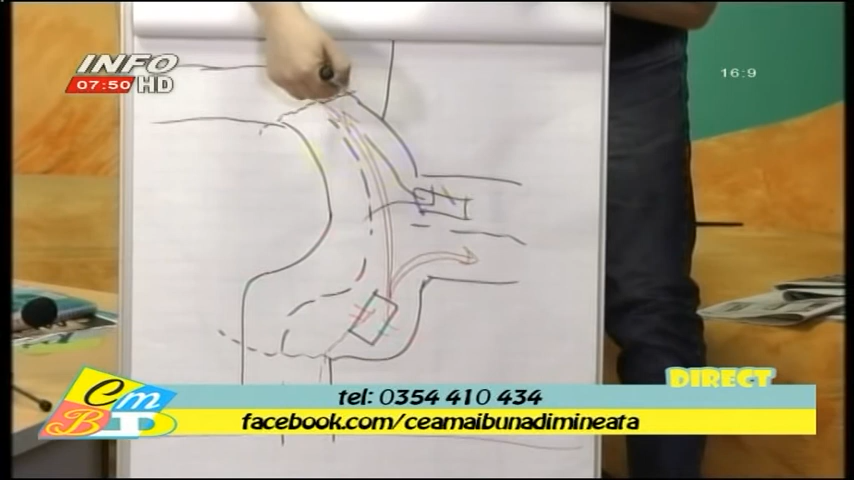 INFO
07:50 HD
16:9
DIRECT
CmBD
tel: 0354 410 434
facebook.com/ceamaibunadimineata